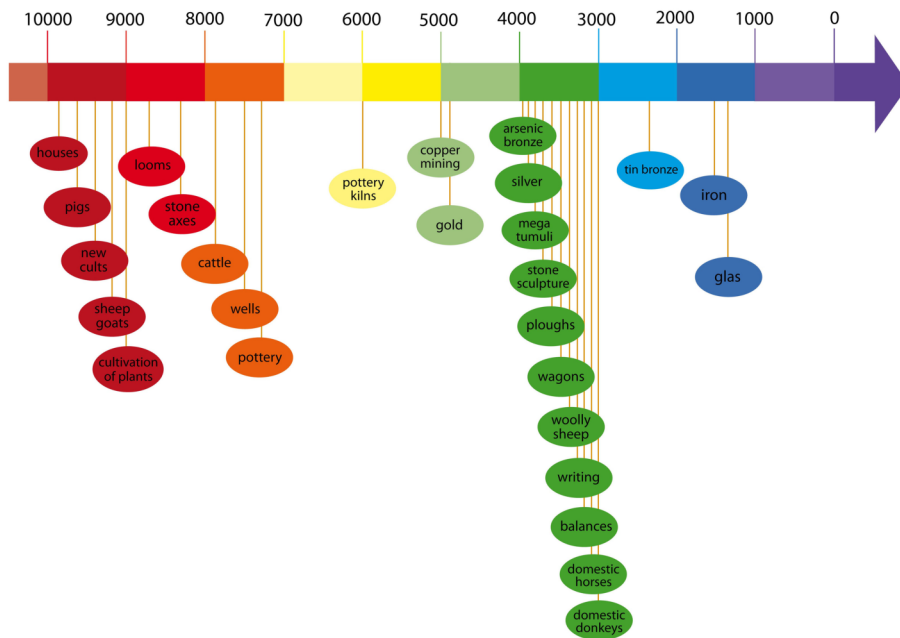 10000 9000 8000 7000 6000 5000 4000 3000 2000 1000 0
houses
pigs
new
cults
sheep
goats
cultivation
of plants
looms
stone
axes
cattle
wells
pottery
pottery
kilns
copper
mining
gold
arsenic
bronze
silver
mega
tumuli
stone
sculpture
ploughs
wagons
woolly
sheep
writing
balances
domestic
horses
domestic
donkeys
tin bronze
iron
glas